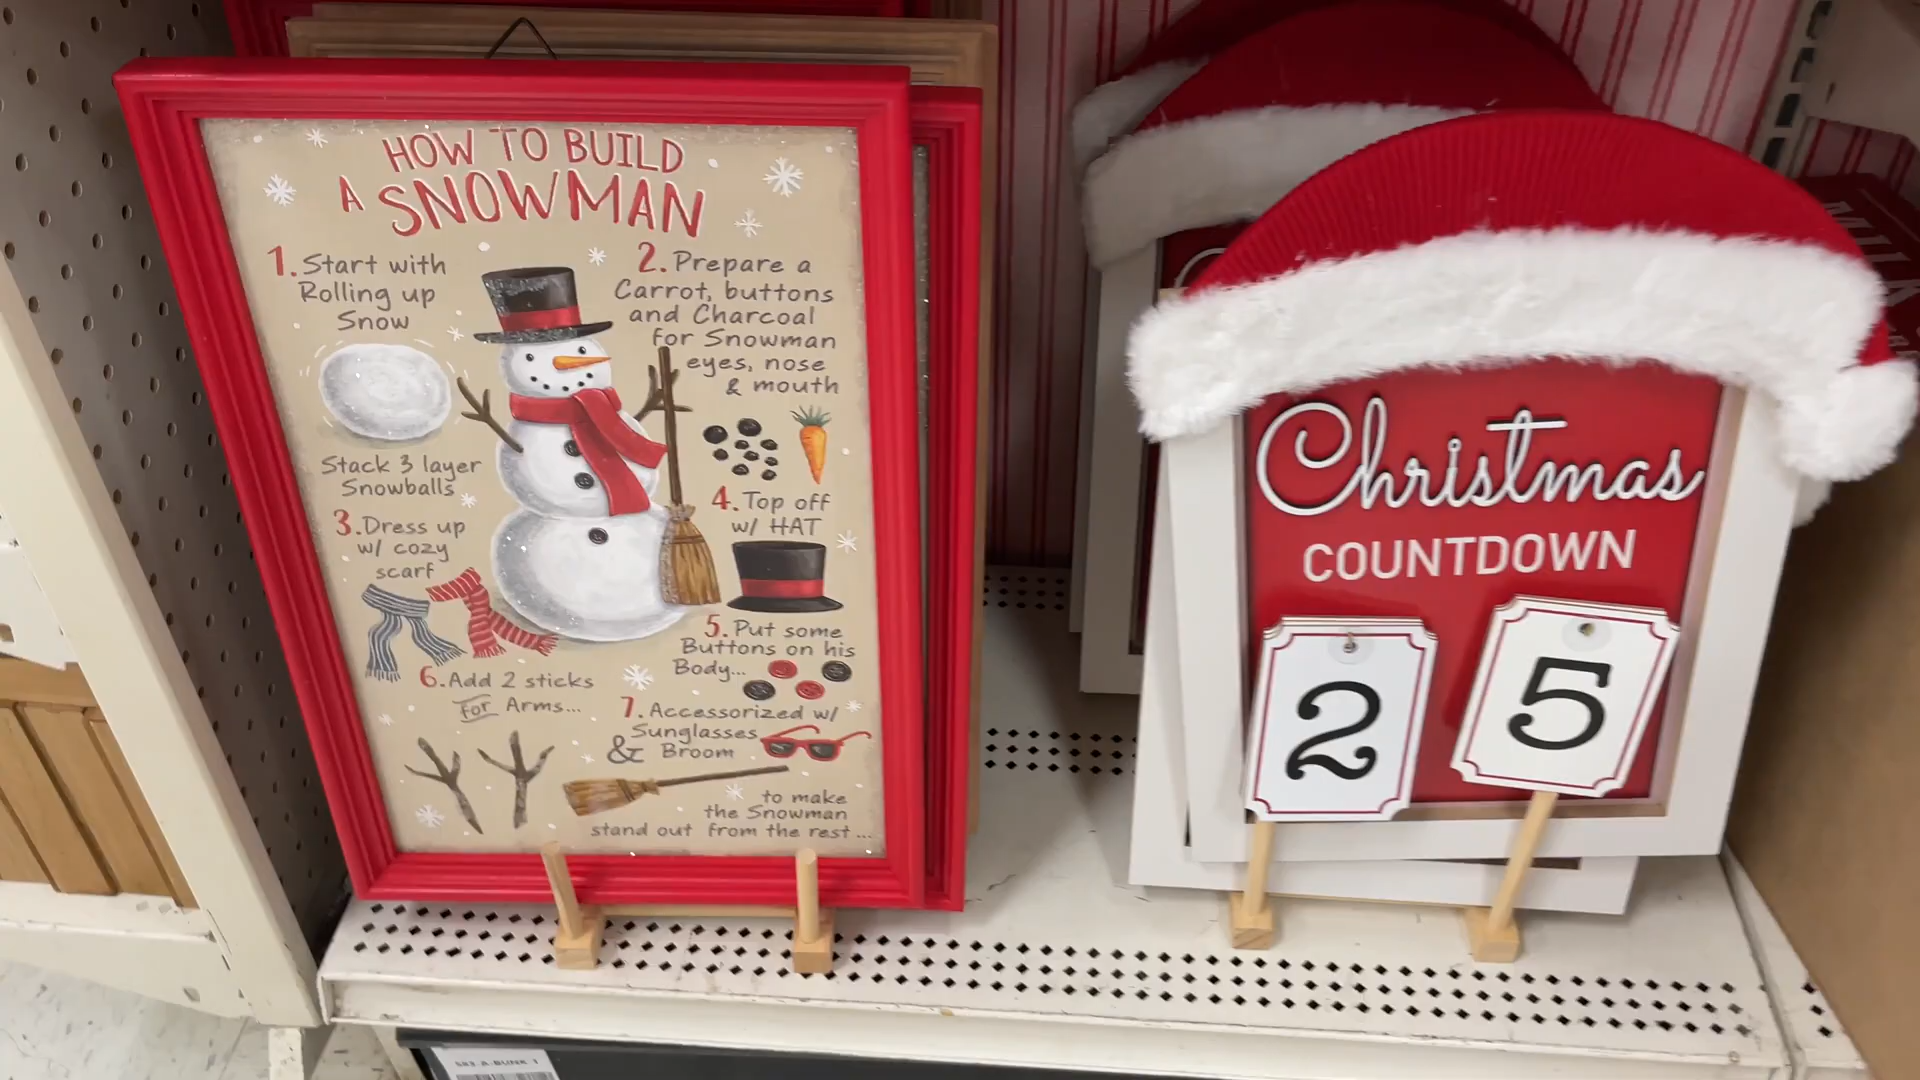 HOW TO BUILD
A SNOWMAN
1. Start with
Rolling up
Snow
Stack 3 layer
Snowballs
2. Prepare a
Carrot, buttons
and Charcoal
for Snowman
eyes, nose
& mouth
3. Dress up
w/ cozy
scarf
4. Top off
w/ HAT
5. Put some
Buttons on his
Body...
6. Add 2 sticks
For Arms...
7. Accessorized w/
Sunglasses
& Broom
to make
the Snowman
stand out from the rest...
Christmas
COUNTDOWN
2 5